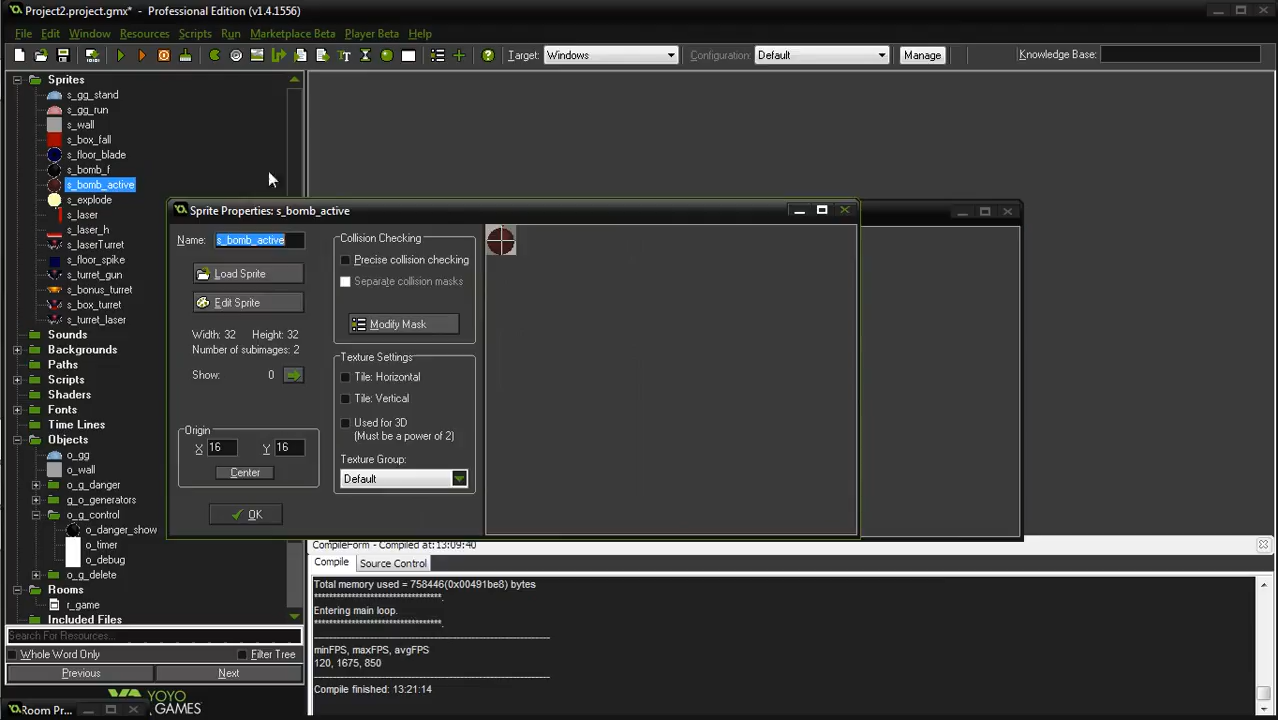 Project2.project.gmx* - Professional Edition (v1.4.1556)
File Edit Window Resources Scripts Run Marketplace Beta Player Beta Help
Target: Windows Configuration: Default Manage Knowledge Base:
Sprites
s_gg_stand
s_gg_run
s_wall
s_box_fall
s_floor_blade
s_bomb_f
s_bomb_active
s_explode
s_laser
s_laser_h
s_laserTurret
s_floor_spike
s_turret_gun
s_bonus_turret
s_box_turret
s_turret_laser
Sounds
Backgrounds
Paths
Scripts
Shaders
Fonts
Time Lines
Objects
o_gg
o_wall
o_g_danger
g_o_generators
o_g_control
o_danger_show
o_timer
o_debug
o_g_delete
Rooms
r_game
Included Files
Search For Resources...
Whole Word Only Filter Tree
Previous Next
YOYO
GAMES
Room Pr...
Sprite Properties: s_bomb_active
Name: s_bomb_active
Load Sprite
Edit Sprite
Width: 32 Height: 32
Number of subimages: 2
Show: 0
Origin
X 16 Y 16
Center
OK
Collision Checking
Precise collision checking
Separate collision masks
Modify Mask
Texture Settings
Tile: Horizontal
Tile: Vertical
Used for 3D
(Must be a power of 2)
Texture Group:
Default
CompileForm - Compiled at:13:09:40
Compile Source Control
Total memory used = 758446(0x00491be8) bytes
**********************************.
Entering main loop.
**********************************.
minFPS, maxFPS, avgFPS
120, 1675, 850
Compile finished: 13:21:14